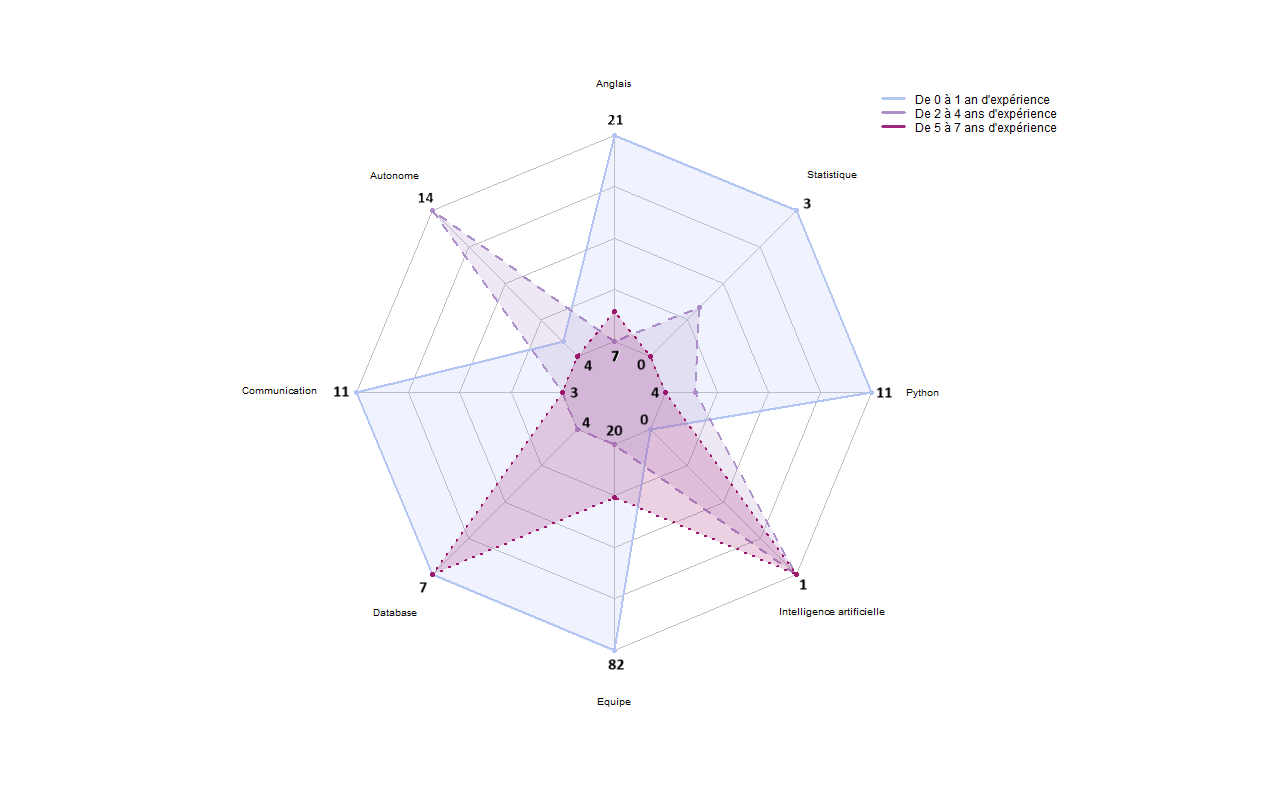 Anglais
21
De 0 à 1 an d'expérience
De 2 à 4 ans d'expérience
De 5 à 7 ans d'expérience
Autonome
14
Statistique
3
7
4
0
Communication
11
3
4
11
Python
4
0
20
7
Database
1
Intelligence artificielle
82
Equipe